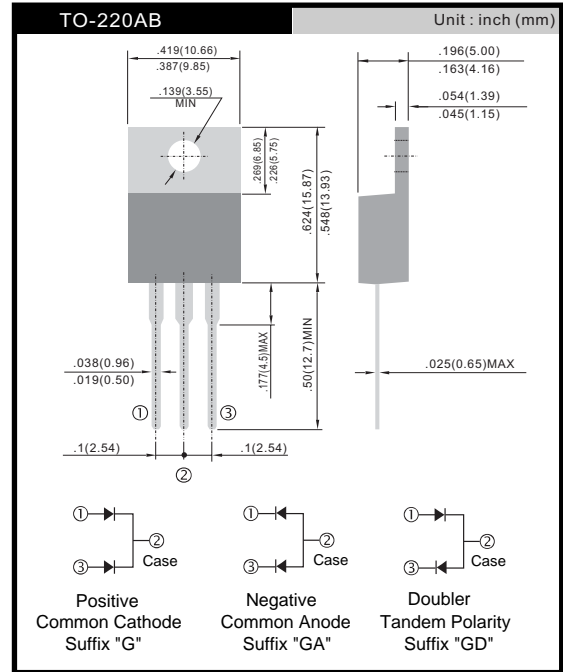 TO-220AB
Unit : inch (mm)
.419(10.66)
.387(9.85)
.139(3.55)
MIN
.269(6.85)
.226(5.75)
.624(15.87)
.548(13.93)
.196(5.00)
.163(4.16)
.054(1.39)
.045(1.15)
.038(0.96)
.019(0.50)
.177(4.5)MAX
.50(12.7)MIN
.025(0.65)MAX
① ③
.1(2.54) .1(2.54)
②
① ① ①
② ② ②
③ Case ③ Case ③ Case
Positive
Common Cathode
Suffix "G"
Negative
Common Anode
Suffix "GA"
Doubler
Tandem Polarity
Suffix "GD"